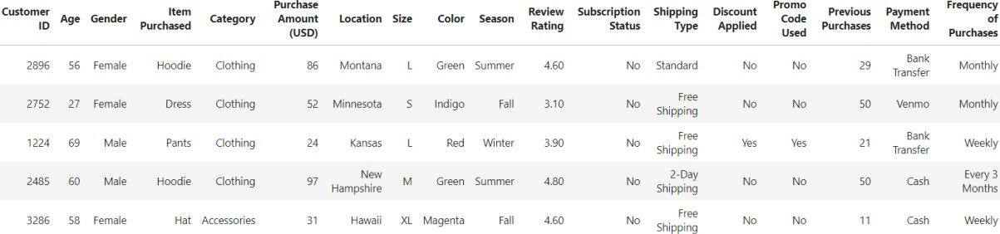 Customer ID Age Gender Item Purchased Category Purchase Amount (USD) Location Size Color Season Review Rating Subscription Status Shipping Type Discount Applied Promo Code Used Previous Purchases Payment Method Frequency of Purchases
2896 56 Female Hoodie Clothing 86 Montana L Green Summer 4.60 No Standard No No 29 Bank Transfer Monthly
2752 27 Female Dress Clothing 52 Minnesota S Indigo Fall 3.10 No Free Shipping No No 50 Venmo Monthly
1224 69 Male Pants Clothing 24 Kansas L Red Winter 3.90 No Free Shipping Yes Yes 21 Bank Transfer Weekly
2485 60 Male Hoodie Clothing 97 New Hampshire M Green Summer 4.80 No 2-Day Shipping No No 50 Cash Every 3 Months
3286 58 Female Hat Accessories 31 Hawaii XL Magenta Fall 4.60 No Free Shipping No No 11 Cash Weekly